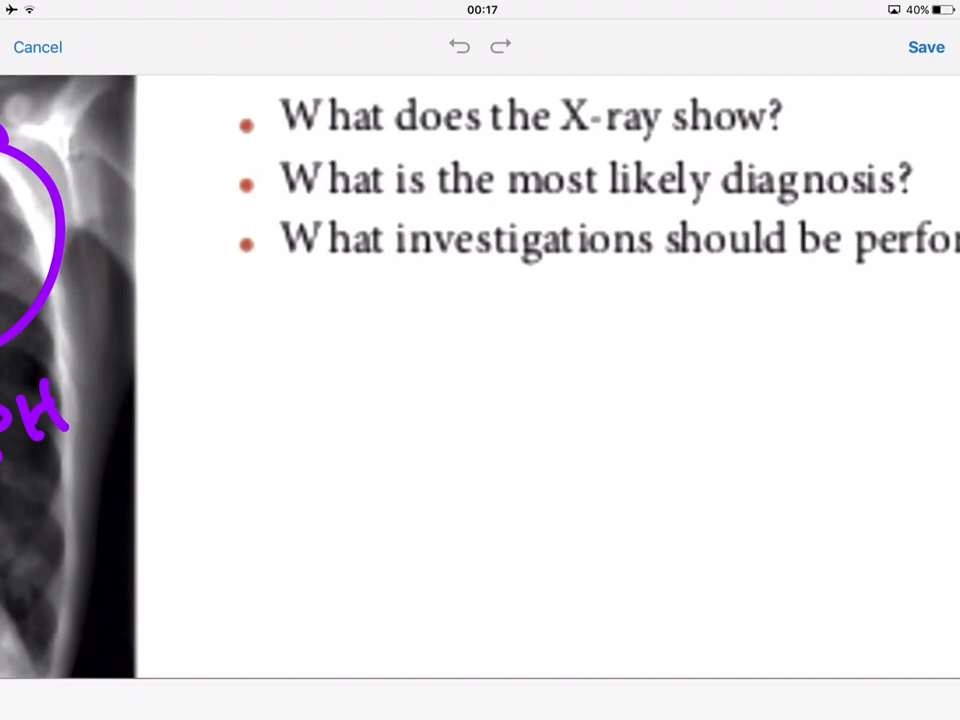 00:17
40%
Cancel
Save
What does the X-ray show?
What is the most likely diagnosis?
What investigations should be perfor
H